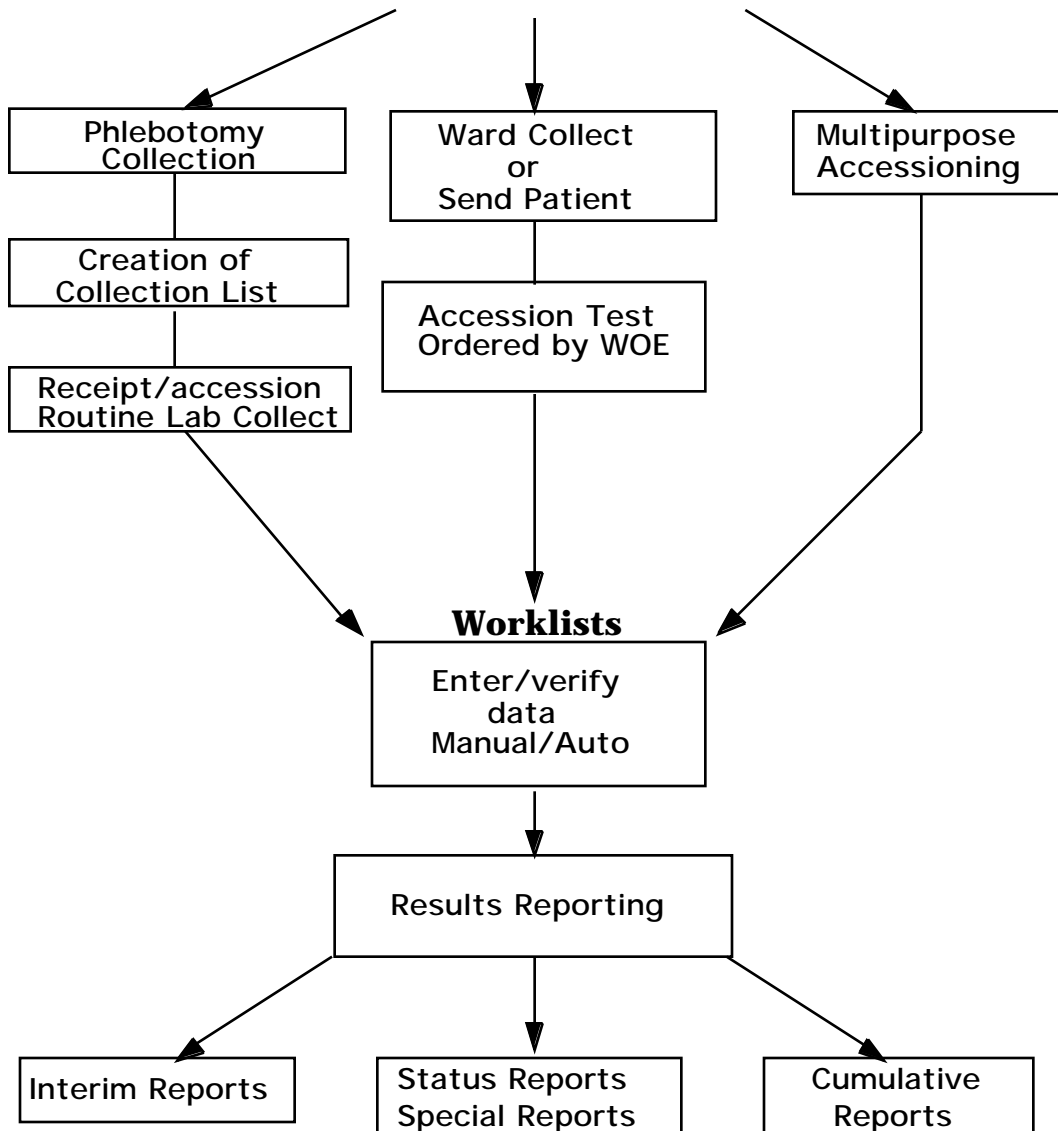 Phlebotomy
Collection
Ward Collect
or
Send Patient
Multipurpose
Accessioning
Creation of
Collection List
Accession Test
Ordered by WOE
Receipt/accession
Routine Lab Collect
Worklists
Enter/verify
data
Manual/Auto
Results Reporting
Interim Reports
Status Reports
Special Reports
Cumulative
Reports